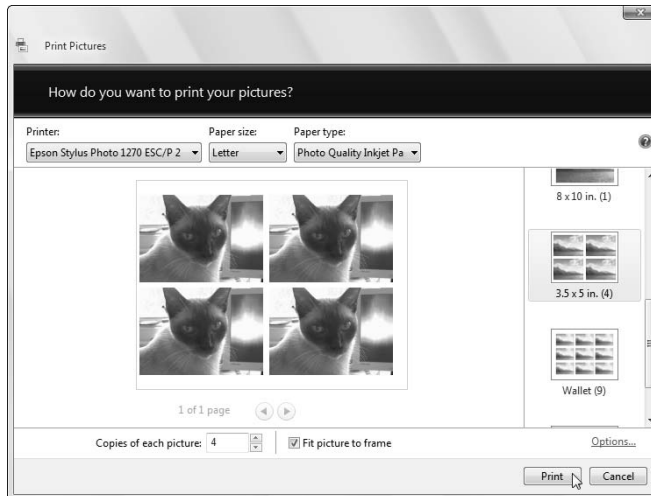 Print Pictures
How do you want to print your pictures?
Printer: Paper size: Paper type:
Epson Stylus Photo 1270 ESC/P 2 Letter Photo Quality Inkjet Pa
8 x 10 in. (1)
3.5 x 5 in. (4)
Wallet (9)
1 of 1 page
Copies of each picture: 4 Fit picture to frame Options...
Print Cancel